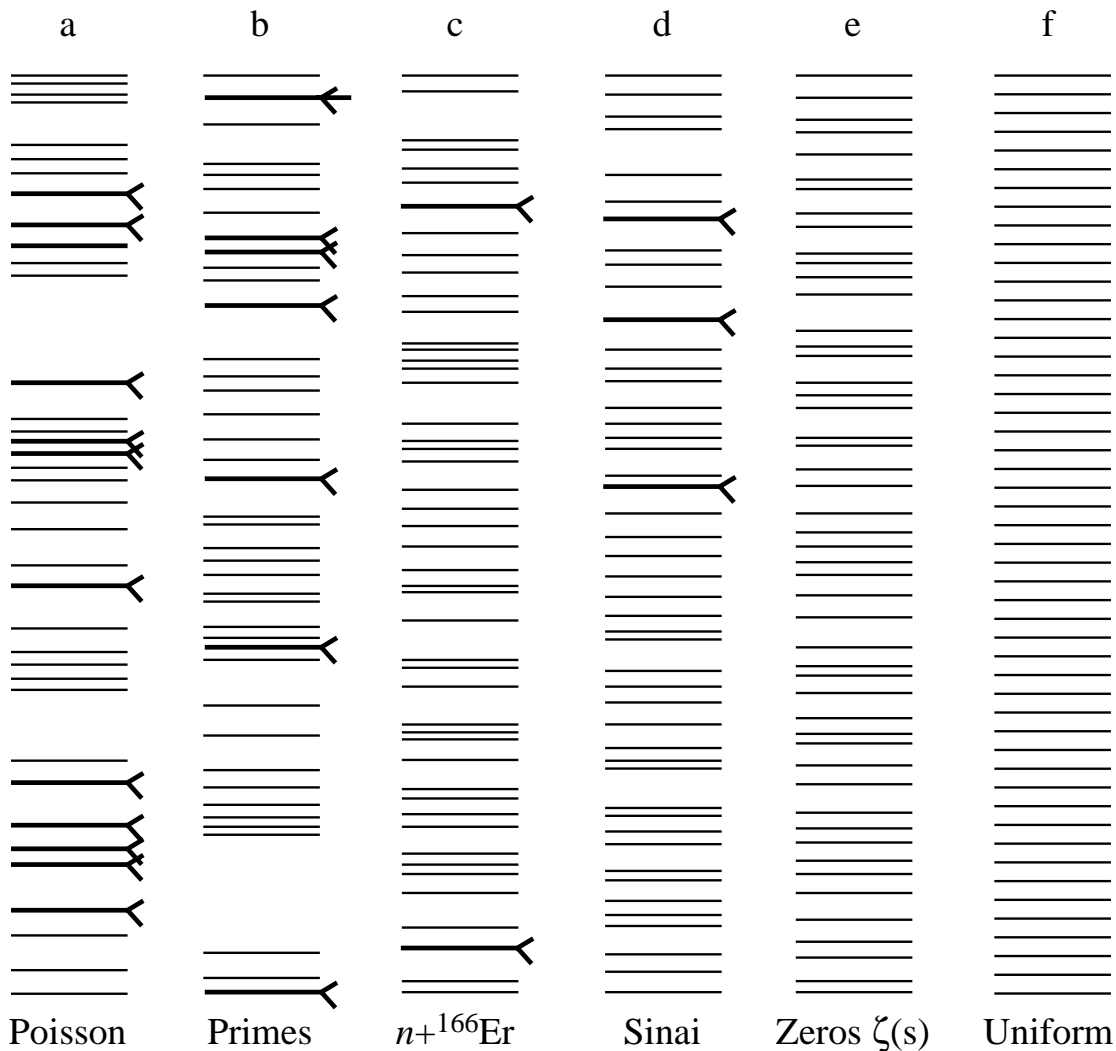 a b c d e f
Poisson Primes n+¹⁶⁶Er Sinai Zeros ζ(s) Uniform